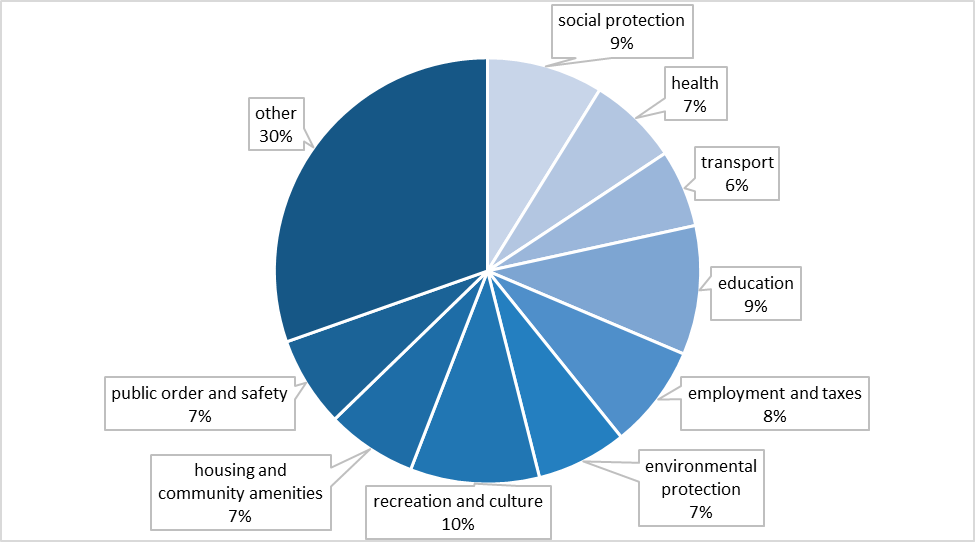 social protection
9%
health
7%
transport
6%
education
9%
employment and taxes
8%
environmental
protection
7%
recreation and culture
10%
housing and
community amenities
7%
public order and safety
7%
other
30%